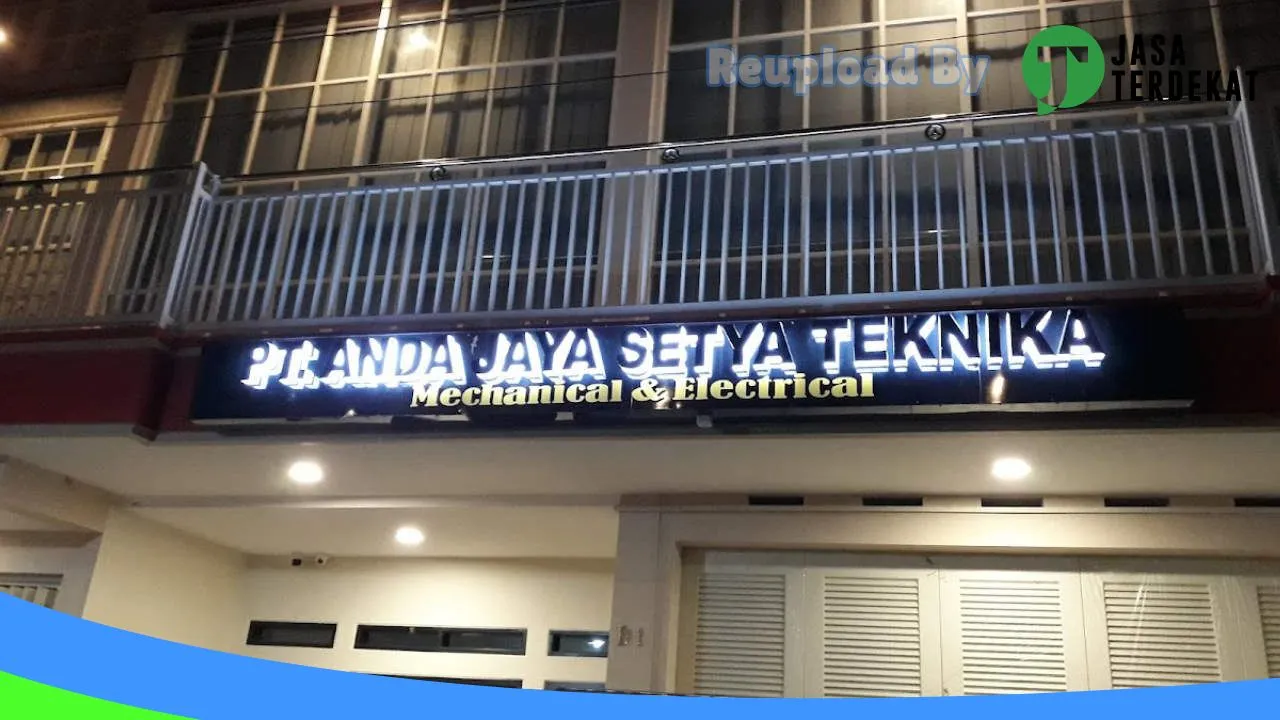 Reupload By
JASA
TERDEKAT
PT. ANDA JAYA SETYA TEKNIKA
Mechanical & Electrical